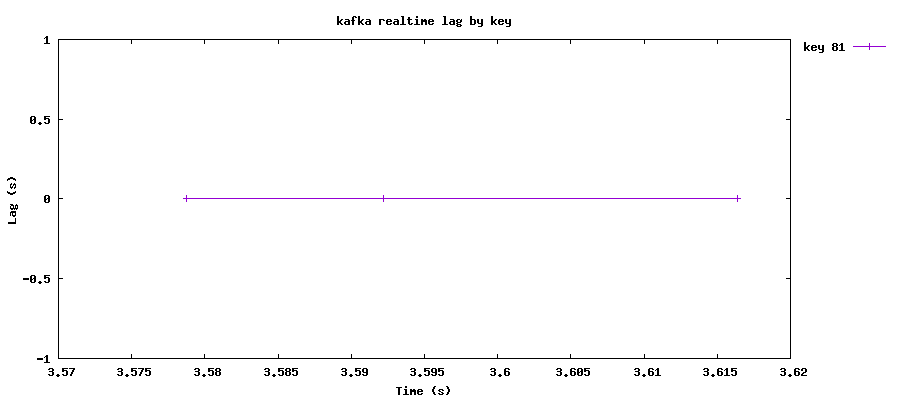 kafka realtime lag by key
key 81
1
0.5
0
-0.5
-1
Lag (s)
3.57 3.575 3.58 3.585 3.59 3.595 3.6 3.605 3.61 3.615 3.62
Time (s)